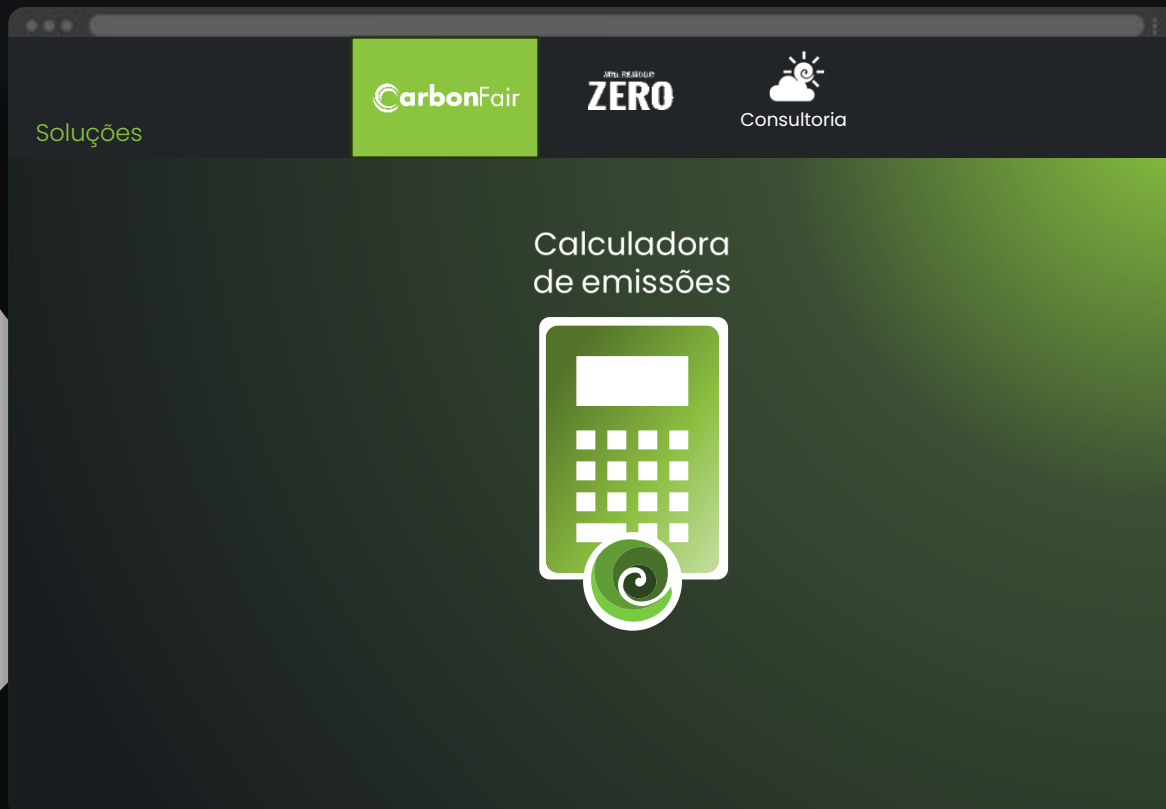 Soluções
CarbonFair
ZERO
Consultoria
Calculadora
de emissões